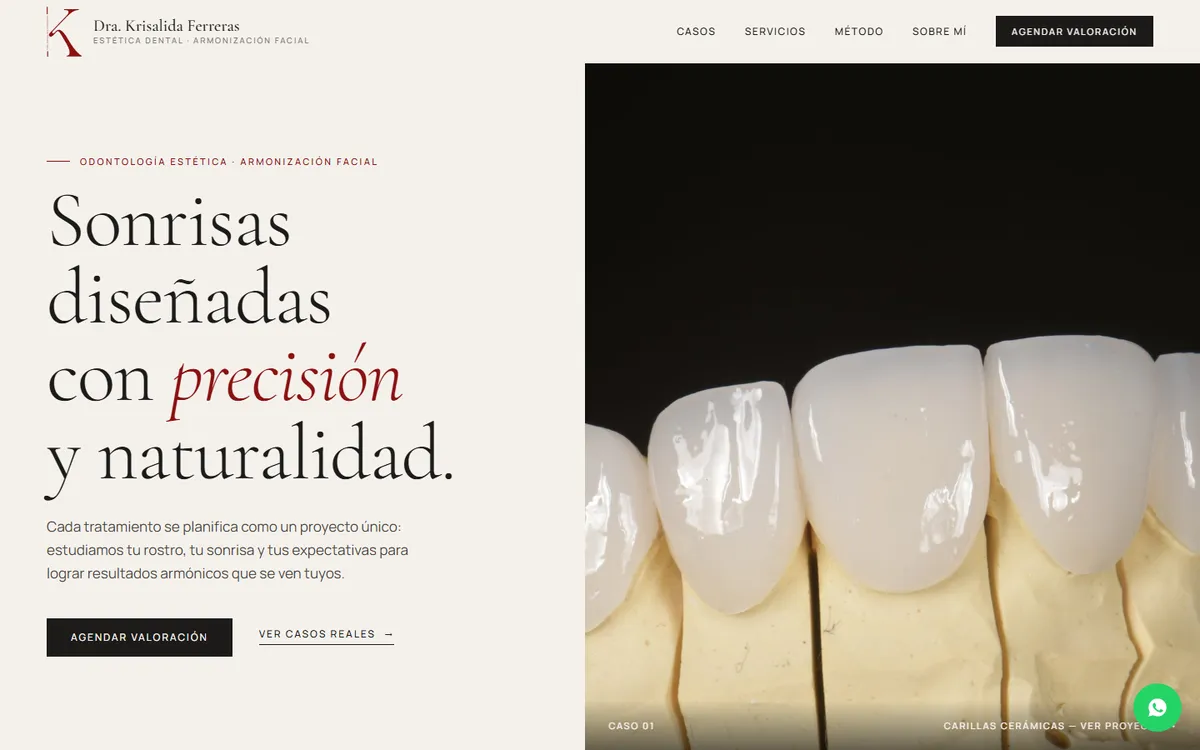 K
Dra. Krisalida Ferreras
ESTÉTICA DENTAL · ARMONIZACIÓN FACIAL
CASOS
SERVICIOS
MÉTODO
SOBRE MÍ
AGENDAR VALORACIÓN
ODONTOLOGÍA ESTÉTICA · ARMONIZACIÓN FACIAL
Sonrisas
diseñadas
con precisión
y naturalidad.
Cada tratamiento se planifica como un proyecto único:
estudiamos tu rostro, tu sonrisa y tus expectativas para
lograr resultados armónicos que se ven tuyos.
AGENDAR VALORACIÓN
VER CASOS REALES →
CASO 01
CARILLAS CERÁMICAS — VER